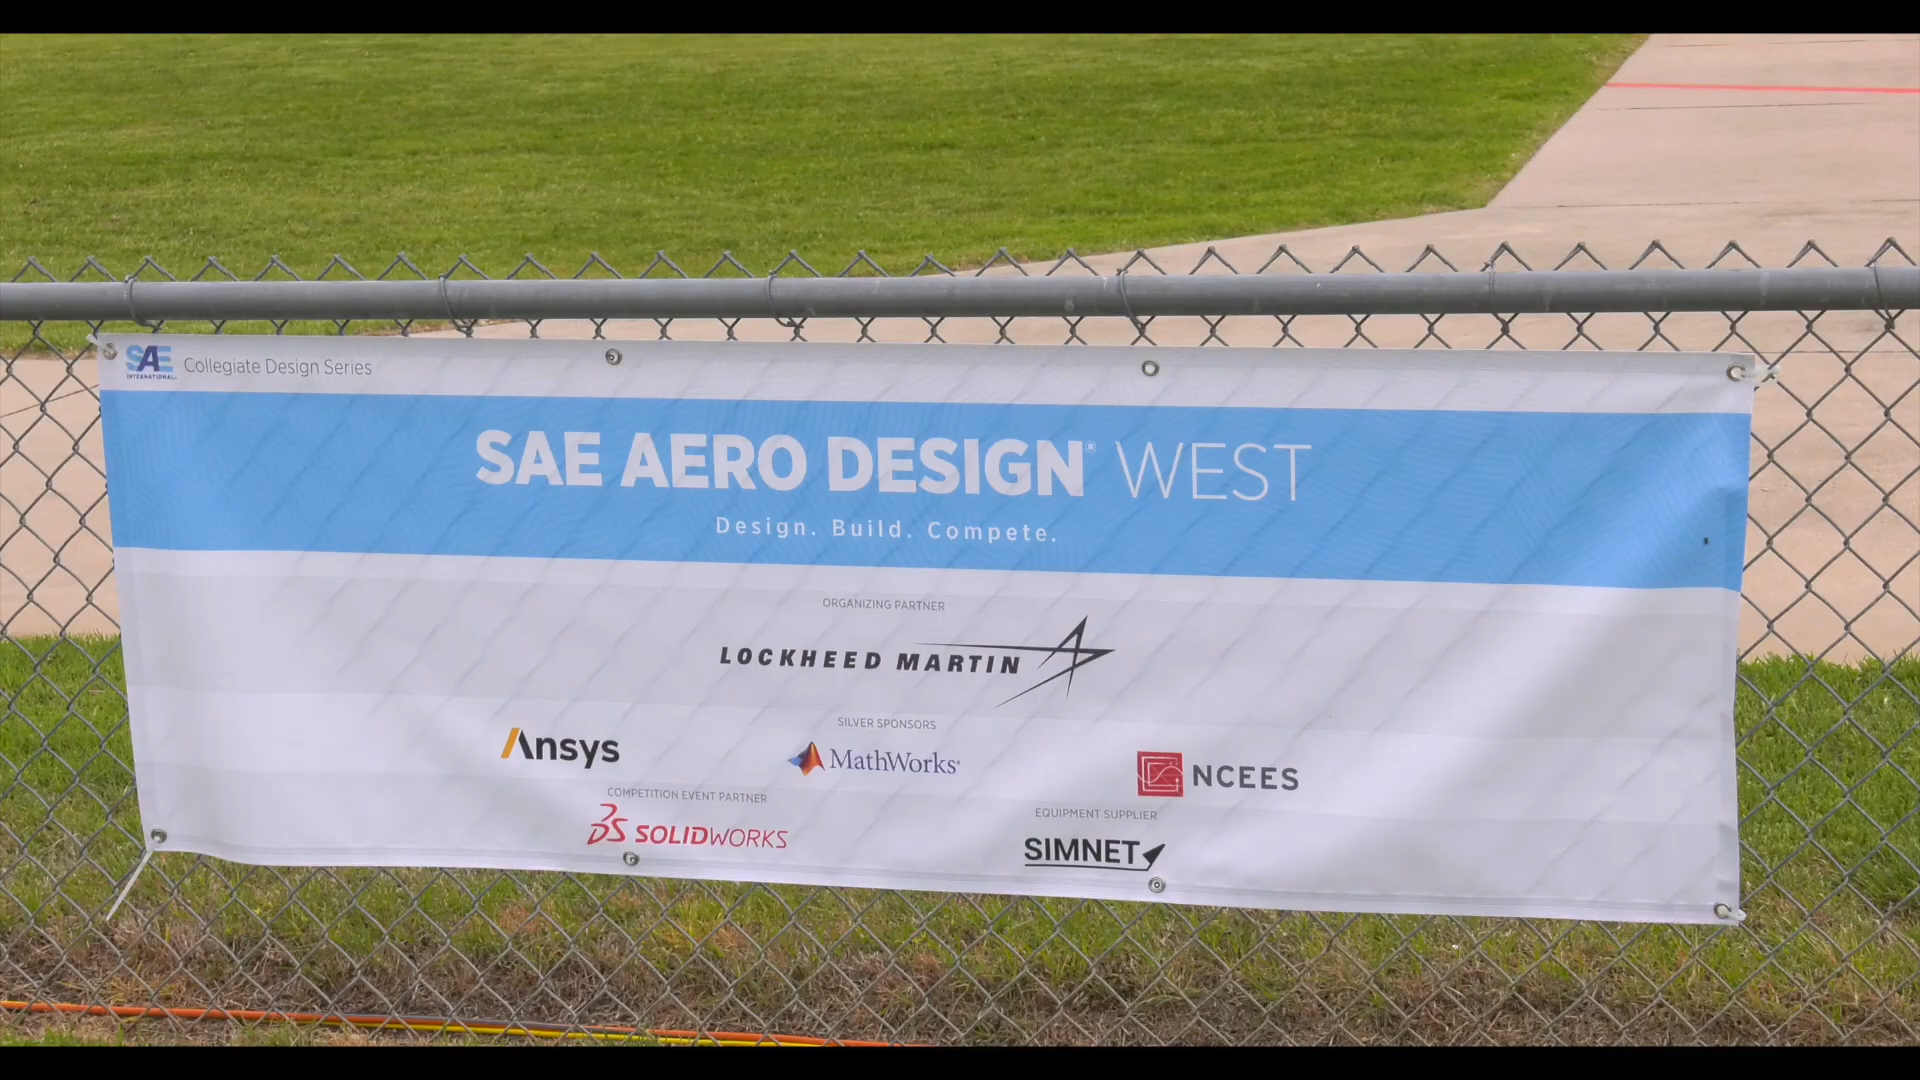 SAE INTERNATIONAL Collegiate Design Series
SAE AERO DESIGN® WEST
Design. Build. Compete.
ORGANIZING PARTNER
LOCKHEED MARTIN
SILVER SPONSORS
Ansys MathWorks® NCEES
COMPETITION EVENT PARTNER EQUIPMENT SUPPLIER
SOLIDWORKS SIMNET